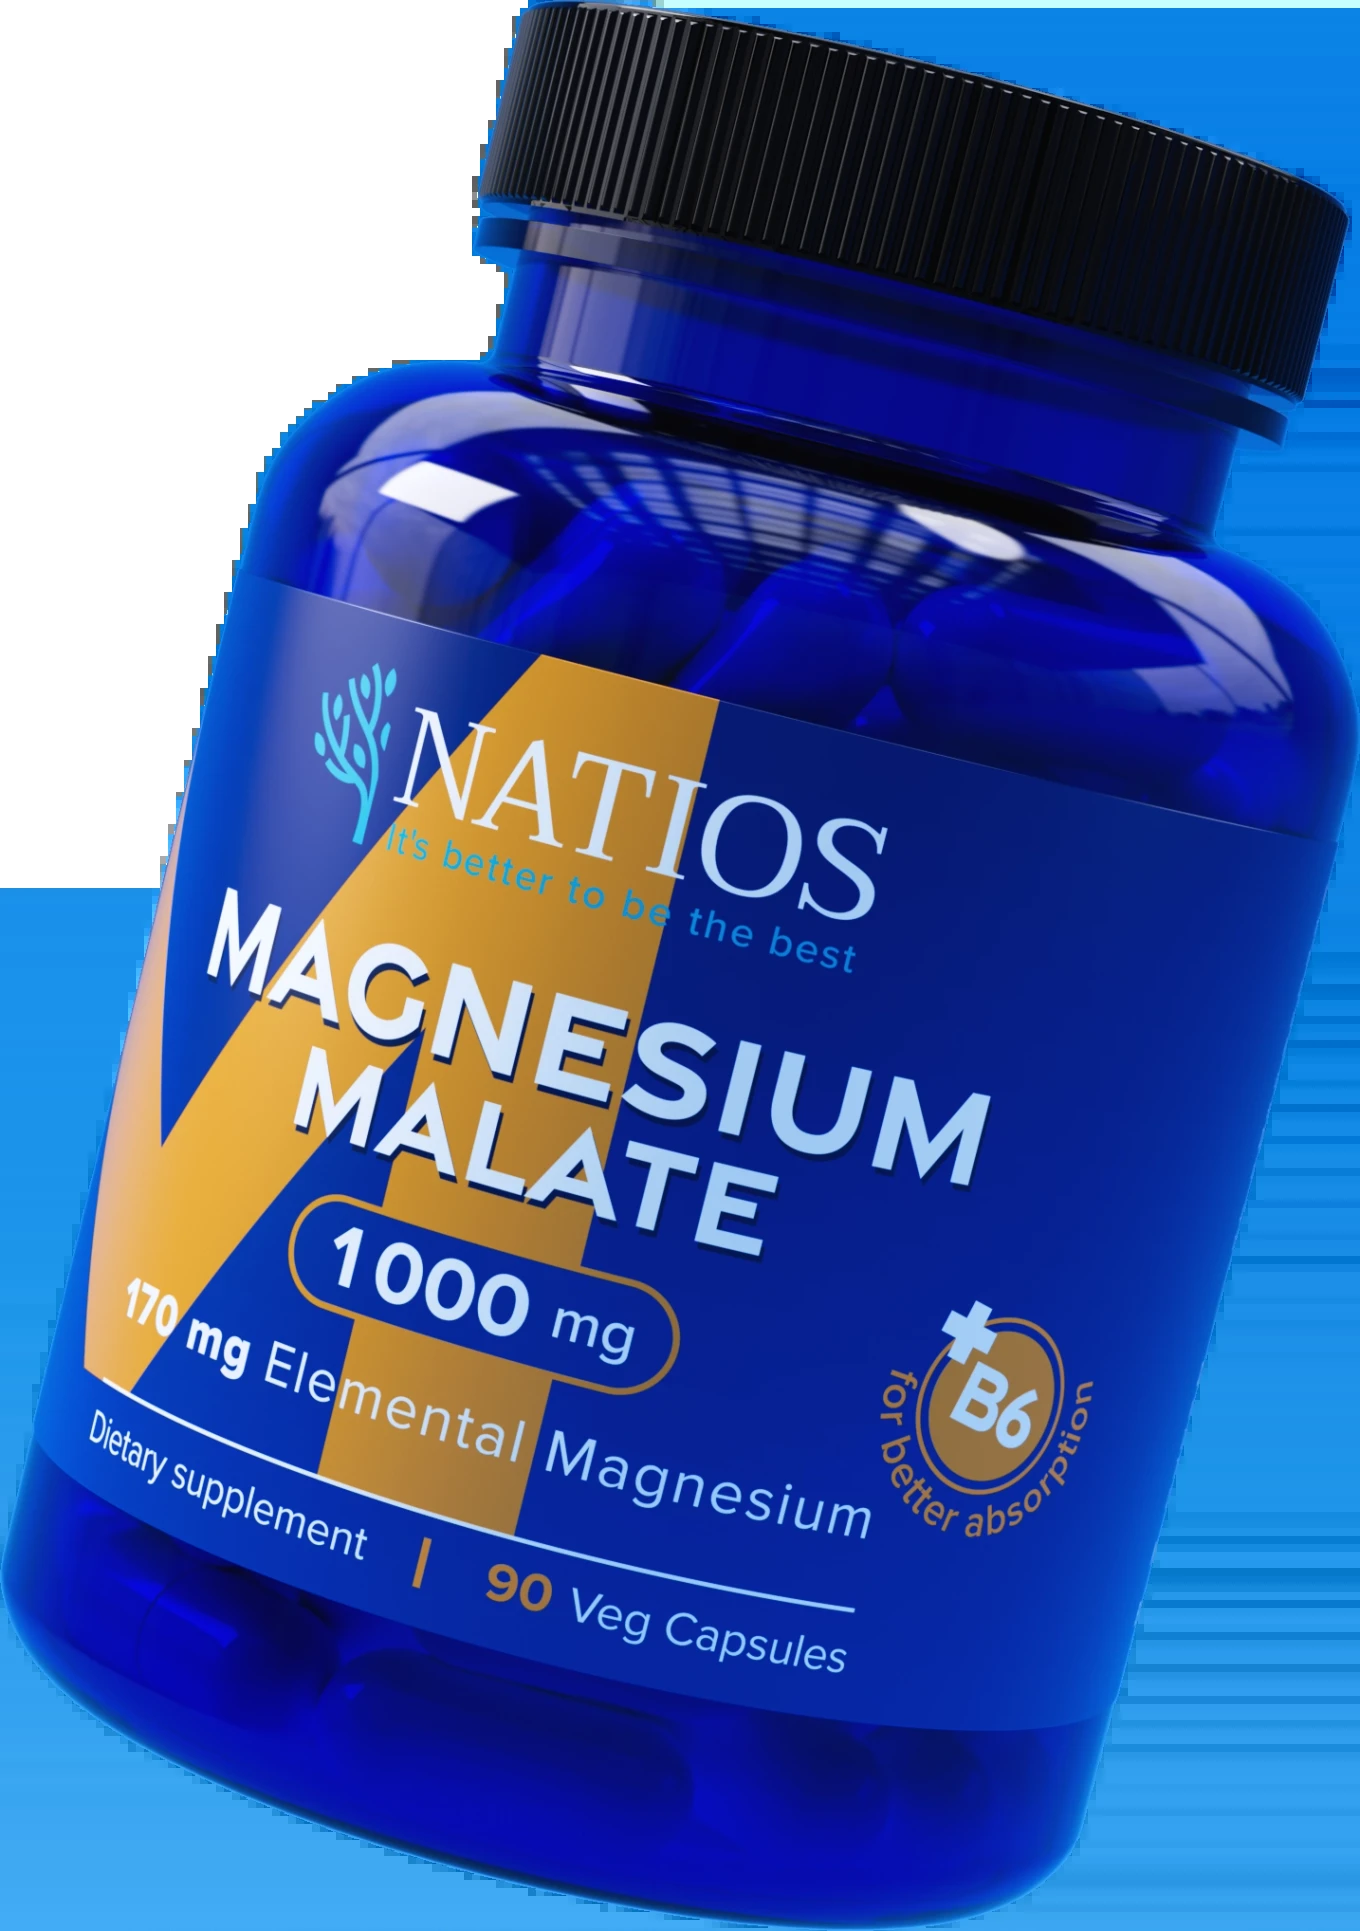 NATIOS
It's better to be the best
MAGNESIUM
MALATE
1000 mg
170 mg Elemental Magnesium
+B6
for better absorption
Dietary supplement | 90 Veg Capsules